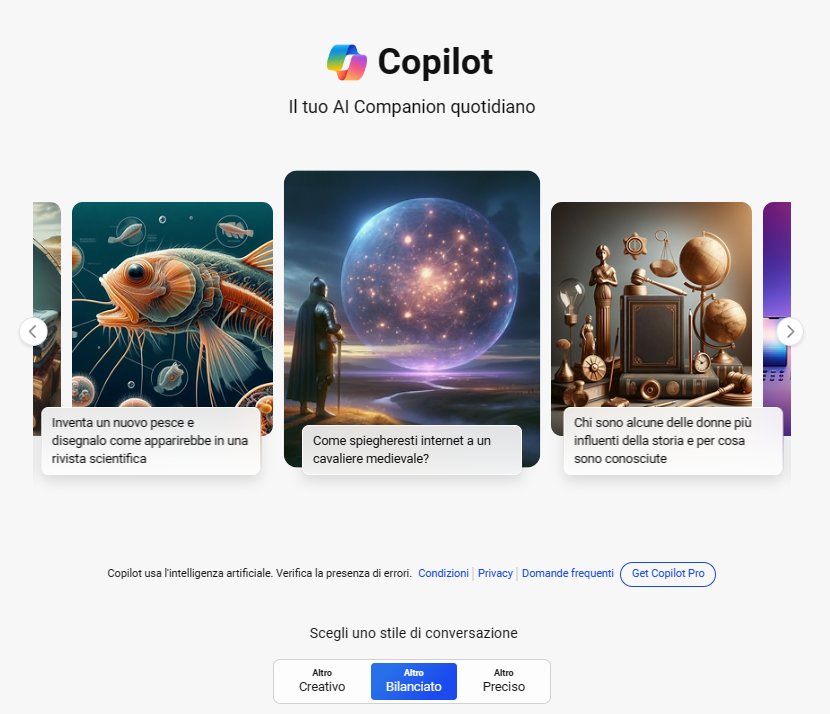 Copilot
Il tuo AI Companion quotidiano
Inventa un nuovo pesce e
disegnalo come apparirebbe in una
rivista scientifica
Come spiegheresti internet a un
cavaliere medievale?
Chi sono alcune delle donne più
influenti della storia e per cosa
sono conosciute
Copilot usa l'intelligenza artificiale. Verifica la presenza di errori. Condizioni | Privacy | Domande frequenti Get Copilot Pro
Scegli uno stile di conversazione
Altro
Creativo
Altro
Bilanciato
Altro
Preciso